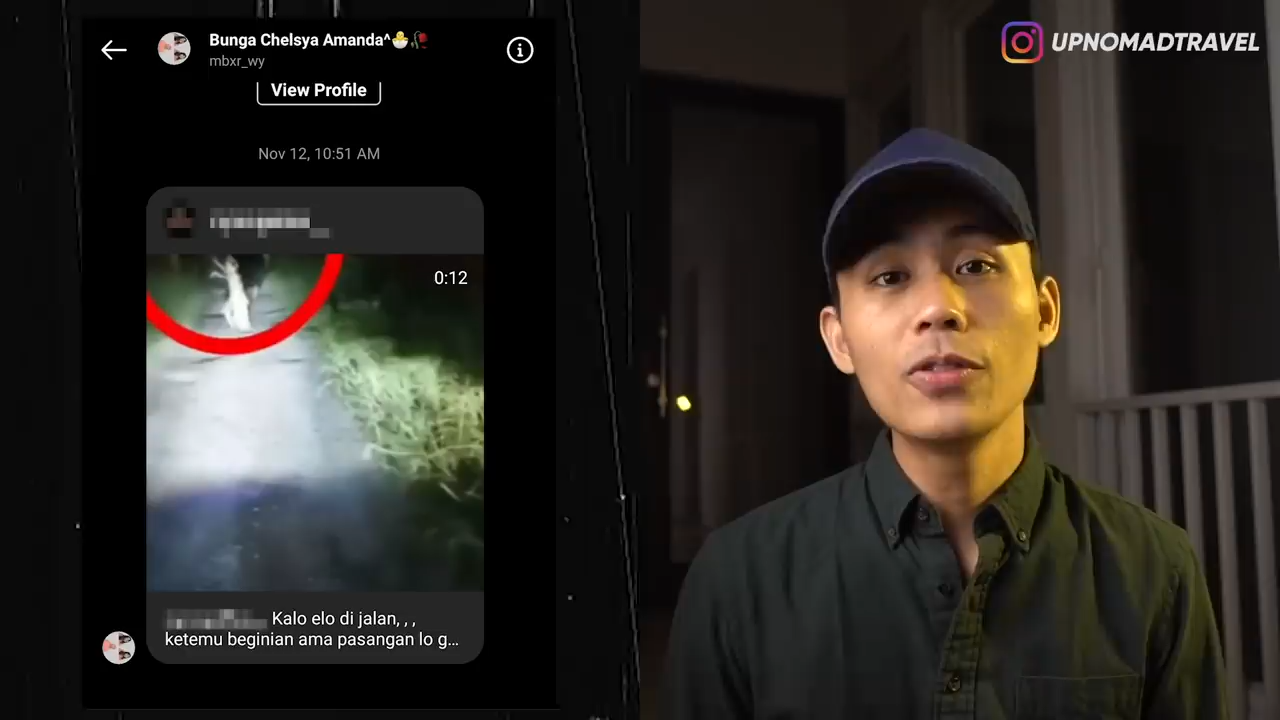 Bunga Chelsya Amanda^🐣🥀
mbxr_wy
View Profile
Nov 12, 10:51 AM
0:12
Kalo elo di jalan, , ,
ketemu beginian ama pasangan lo g…
UPNOMADTRAVEL